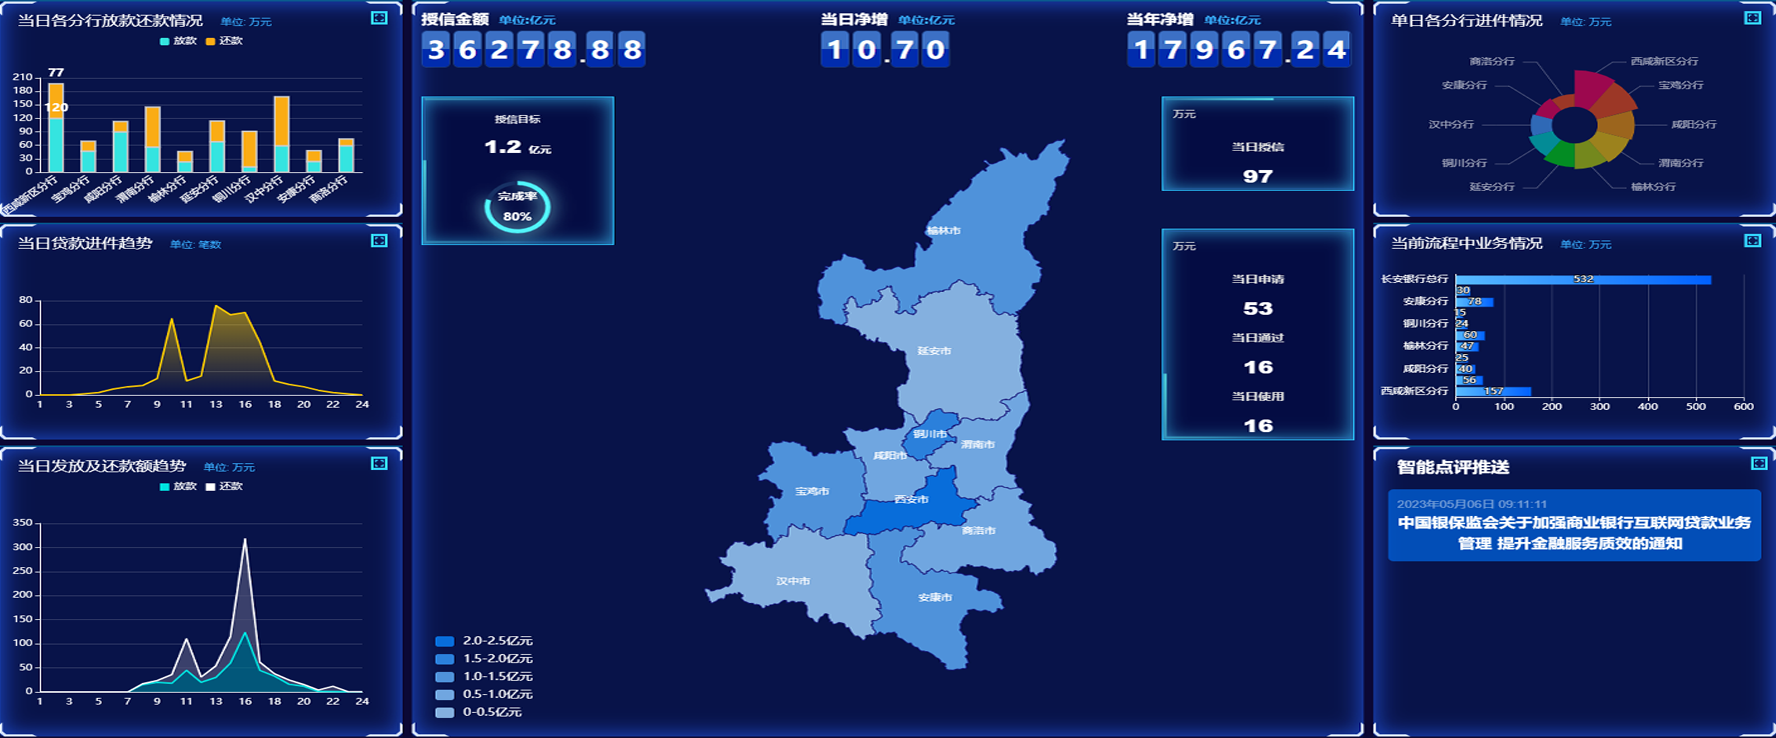 当日各分行放款还款情况 单位: 万元
放款 还款
77
120
210
180
150
120
90
60
30
0
西咸新区分行 宝鸡分行 咸阳分行 渭南分行 榆林分行 延安分行 铜川分行 汉中分行 安康分行 商洛分行
当日贷款进件趋势 单位: 笔数
80
60
40
20
0
1 3 5 7 9 11 13 16 18 20 22 24
当日发放及还款额趋势 单位: 万元
放款 还款
350
300
250
200
150
100
50
0
1 3 5 7 9 11 13 16 18 20 22 24
授信金额 单位:亿元
36278.88
当日净增 单位:亿元
10.70
当年净增 单位:亿元
17967.24
授信目标
1.2 亿元
完成率
80%
万元
当日授信
97
万元
当日申请
53
当日通过
16
当日使用
16
榆林市
延安市
铜川市
渭南市
咸阳市
宝鸡市
西安市
商洛市
汉中市
安康市
2.0-2.5亿元
1.5-2.0亿元
1.0-1.5亿元
0.5-1.0亿元
0-0.5亿元
单日各分行进件情况 单位: 万元
商洛分行 西咸新区分行
安康分行 宝鸡分行
汉中分行 咸阳分行
铜川分行 渭南分行
延安分行 榆林分行
当前流程中业务情况 单位: 万元
长安银行总行 532
30
安康分行 78
15
铜川分行 24
60
榆林分行 47
25
咸阳分行 40
56
西咸新区分行 157
0 100 200 300 400 500 600
智能点评推送
2023年05月06日 09:11:11
中国银保监会关于加强商业银行互联网贷款业务
管理 提升金融服务质效的通知